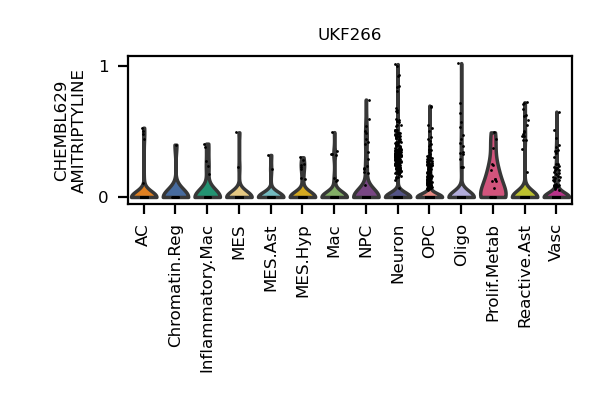 UKF266
CHEMBL629
AMITRIPTYLINE
1
0
AC
Chromatin.Reg
Inflammatory.Mac
MES
MES.Ast
MES.Hyp
Mac
NPC
Neuron
OPC
Oligo
Prolif.Metab
Reactive.Ast
Vasc